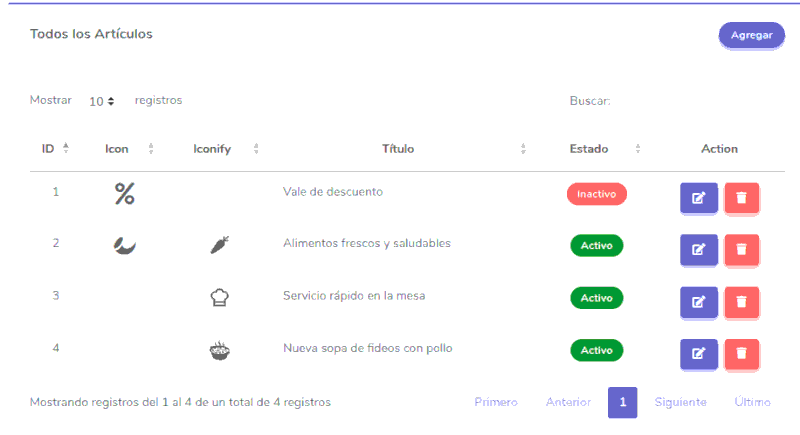 Todos los Artículos
Agregar
Mostrar 10 registros
Buscar:
ID Icon Iconify Título Estado Action
1 Vale de descuento Inactivo
2 Alimentos frescos y saludables Activo
3 Servicio rápido en la mesa Activo
4 Nueva sopa de fideos con pollo Activo
Mostrando registros del 1 al 4 de un total de 4 registros
Primero Anterior 1 Siguiente Último